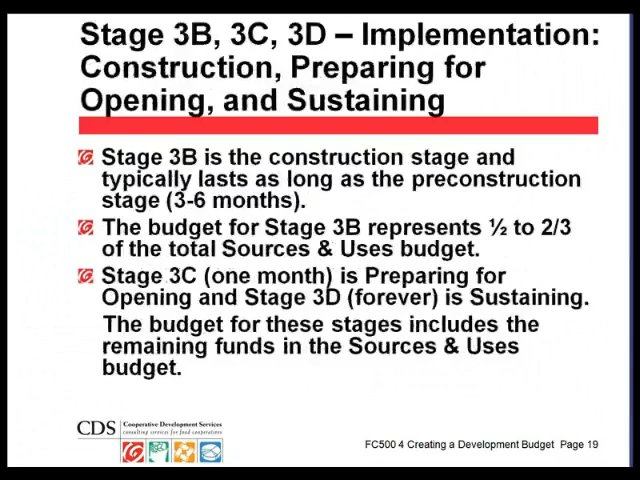 Stage 3B, 3C, 3D – Implementation:
Construction, Preparing for
Opening, and Sustaining
Stage 3B is the construction stage and
typically lasts as long as the preconstruction
stage (3-6 months).
The budget for Stage 3B represents ½ to 2/3
of the total Sources & Uses budget.
Stage 3C (one month) is Preparing for
Opening and Stage 3D (forever) is Sustaining.
The budget for these stages includes the
remaining funds in the Sources & Uses
budget.
CDS
Cooperative Development Services
consulting services for food cooperatives
FC500 4 Creating a Development Budget Page 19